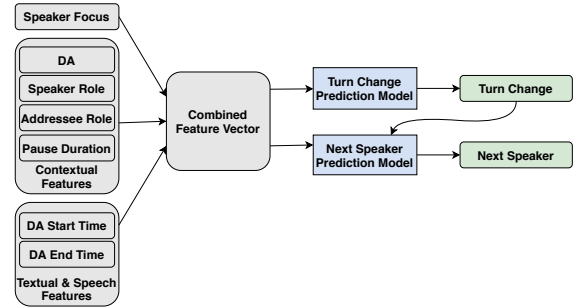 Speaker Focus
DA
Speaker Role
Addressee Role
Pause Duration
Contextual
Features
DA Start Time
DA End Time
Textual & Speech
Features
Combined
Feature Vector
Turn Change
Prediction Model
Next Speaker
Prediction Model
Turn Change
Next Speaker